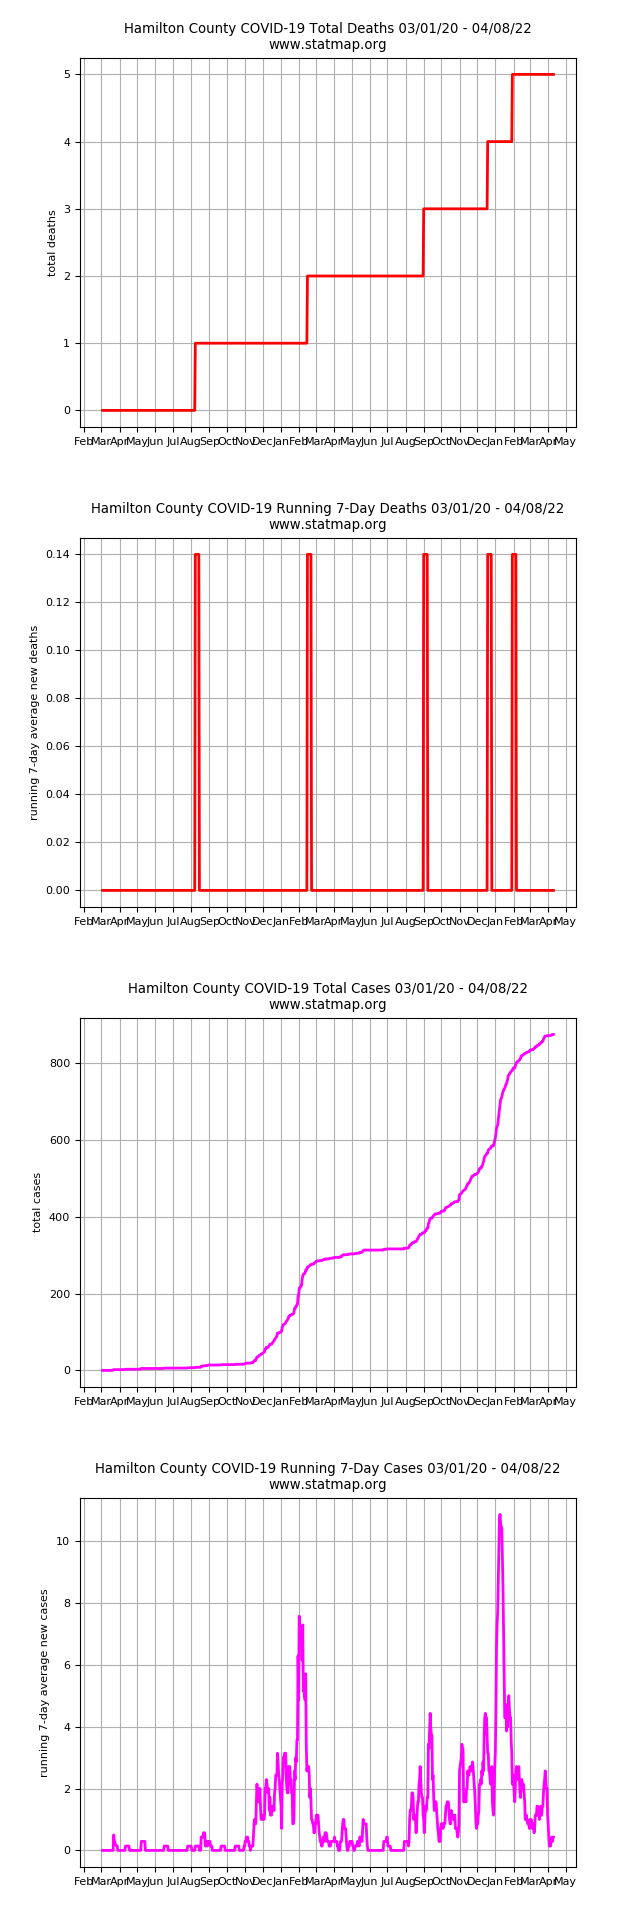 Hamilton County COVID-19 Total Deaths 03/01/20 - 04/08/22
www.statmap.org
5
4
3
2
1
0
total deaths
Feb Mar Apr May Jun Jul Aug Sep Oct Nov Dec Jan Feb Mar Apr May Jun Jul Aug Sep Oct Nov Dec Jan Feb Mar Apr May
Hamilton County COVID-19 Running 7-Day Deaths 03/01/20 - 04/08/22
www.statmap.org
0.14
0.12
0.10
0.08
0.06
0.04
0.02
0.00
running 7-day average new deaths
Feb Mar Apr May Jun Jul Aug Sep Oct Nov Dec Jan Feb Mar Apr May Jun Jul Aug Sep Oct Nov Dec Jan Feb Mar Apr May
Hamilton County COVID-19 Total Cases 03/01/20 - 04/08/22
www.statmap.org
800
600
400
200
0
total cases
Feb Mar Apr May Jun Jul Aug Sep Oct Nov Dec Jan Feb Mar Apr May Jun Jul Aug Sep Oct Nov Dec Jan Feb Mar Apr May
Hamilton County COVID-19 Running 7-Day Cases 03/01/20 - 04/08/22
www.statmap.org
10
8
6
4
2
0
running 7-day average new cases
Feb Mar Apr May Jun Jul Aug Sep Oct Nov Dec Jan Feb Mar Apr May Jun Jul Aug Sep Oct Nov Dec Jan Feb Mar Apr May